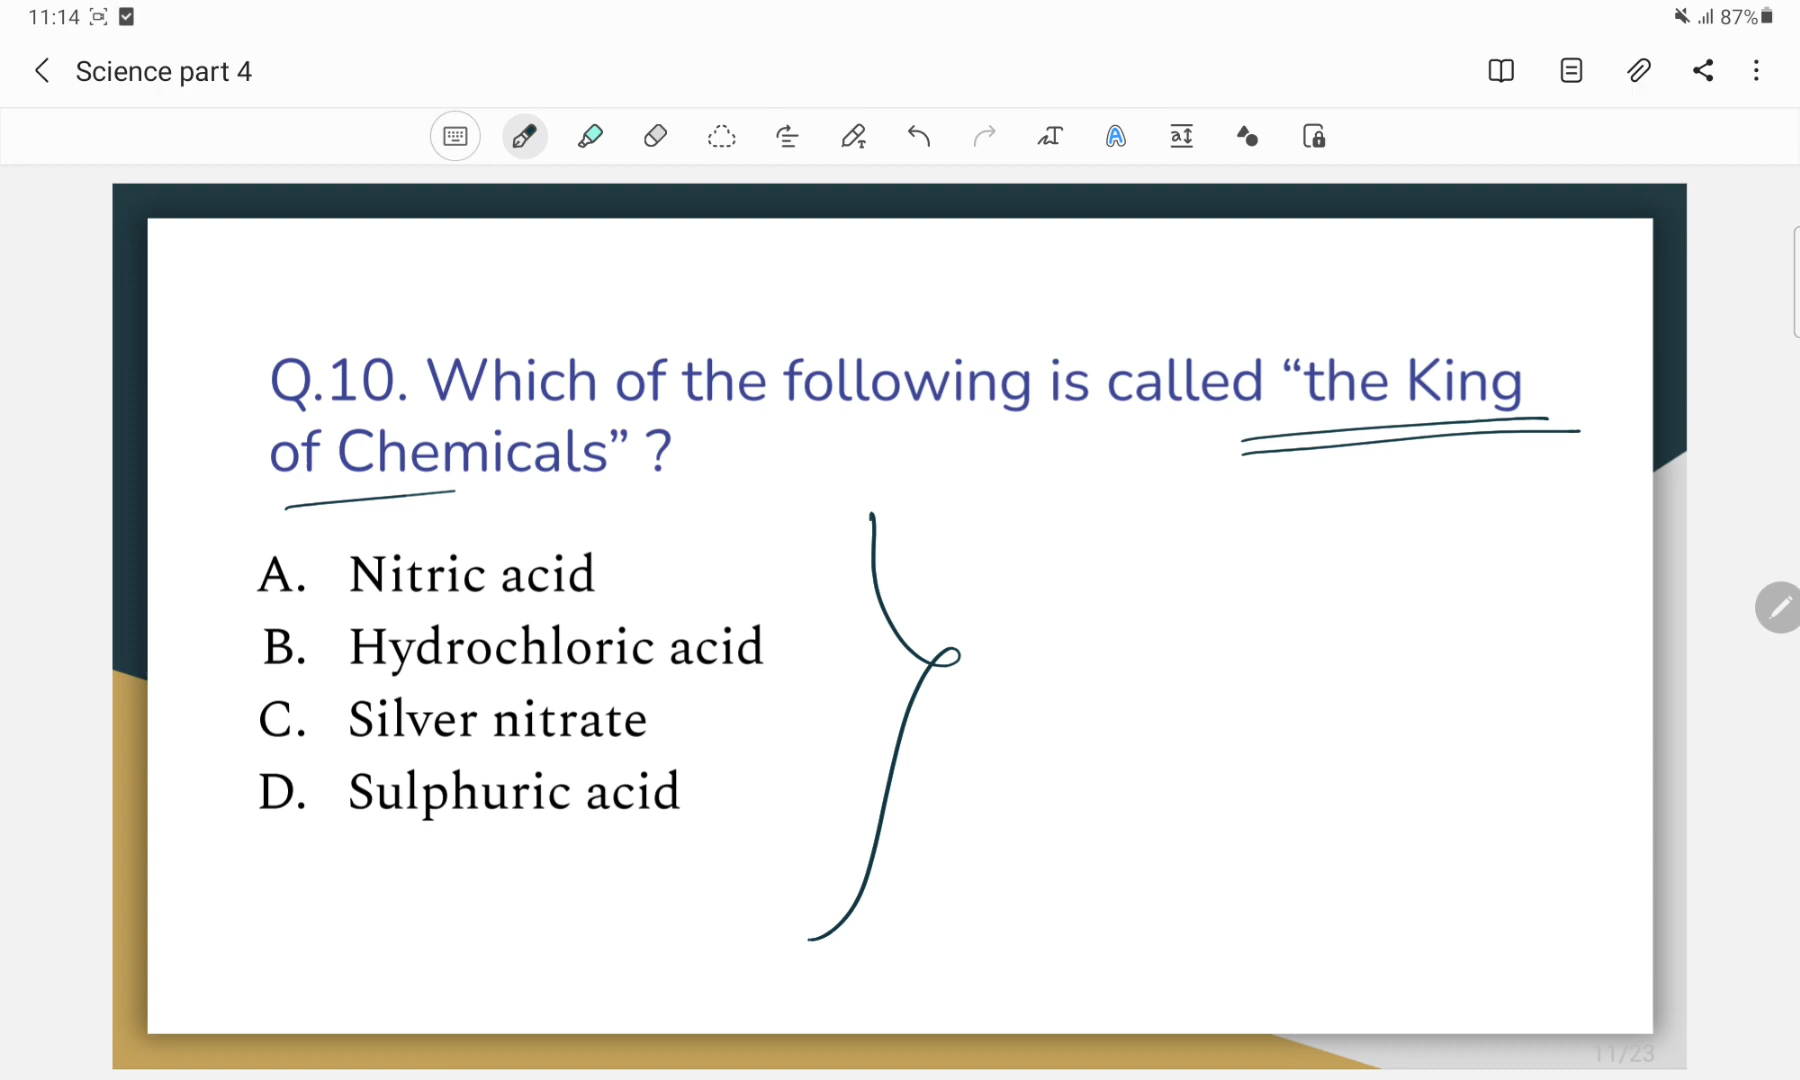 11:14
87%
Science part 4
Q.10. Which of the following is called “the King
of Chemicals” ?
A. Nitric acid
B. Hydrochloric acid
C. Silver nitrate
D. Sulphuric acid
11/23